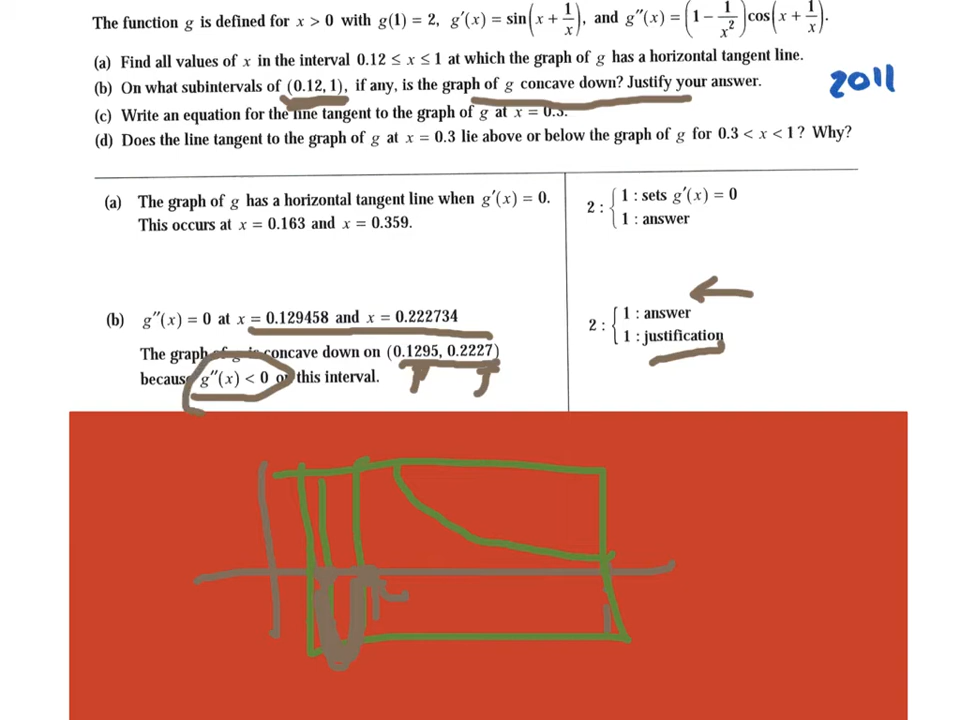 The function g is defined for x > 0 with g(1) = 2, g′(x) = sin(x + 1/x), and g″(x) = (1 − 1/x²)cos(x + 1/x).
(a) Find all values of x in the interval 0.12 ≤ x ≤ 1 at which the graph of g has a horizontal tangent line.
(b) On what subintervals of (0.12, 1), if any, is the graph of g concave down? Justify your answer.
2011
(c) Write an equation for the line tangent to the graph of g at x = 0.3.
(d) Does the line tangent to the graph of g at x = 0.3 lie above or below the graph of g for 0.3 < x < 1? Why?
(a) The graph of g has a horizontal tangent line when g′(x) = 0.
This occurs at x = 0.163 and x = 0.359.
2 : { 1 : sets g′(x) = 0
1 : answer
(b) g″(x) = 0 at x = 0.129458 and x = 0.222734
The graph of g is concave down on (0.1295, 0.2227)
because g″(x) < 0 on this interval.
2 : { 1 : answer
1 : justification